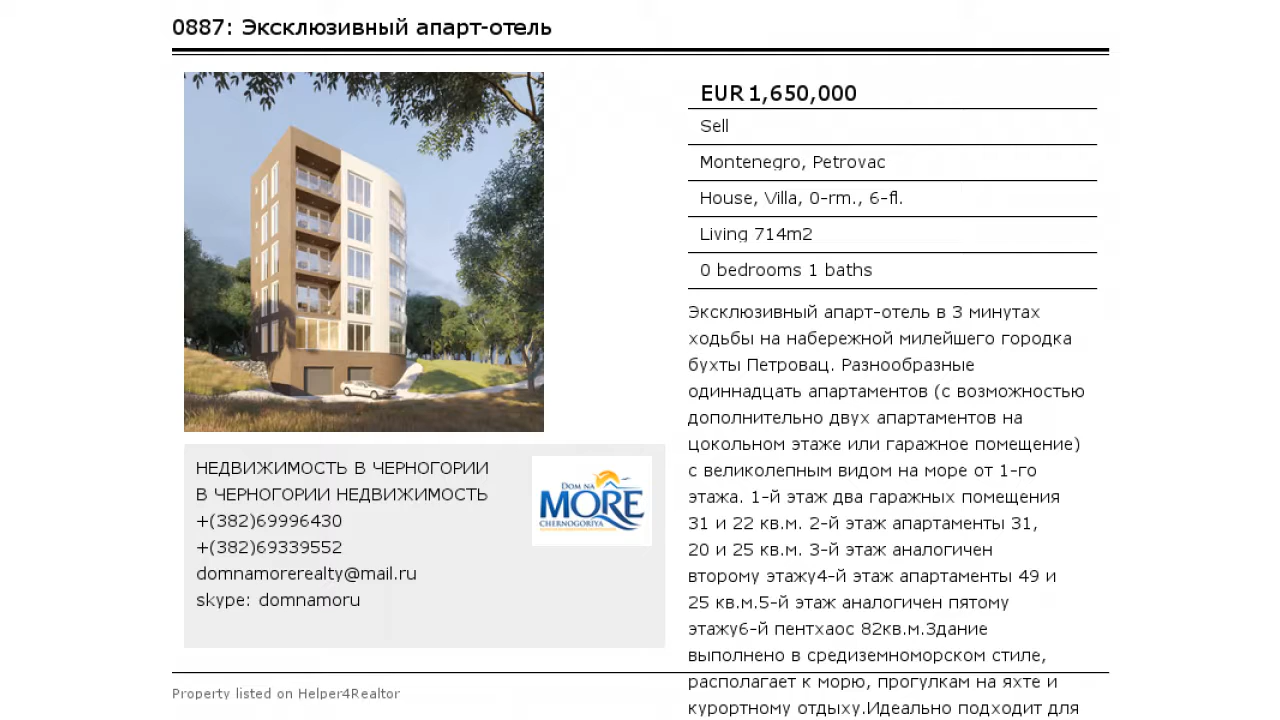 0887: Эксклюзивный апарт-отель
EUR 1,650,000
Sell
Montenegro, Petrovac
House, Villa, 0-rm., 6-fl.
Living 714m2
0 bedrooms 1 baths
Эксклюзивный апарт-отель в 3 минутах
ходьбы на набережной милейшего городка
бухты Петровац. Разнообразные
одиннадцать апартаментов (с возможностью
дополнительно двух апартаментов на
цокольном этаже или гаражное помещение)
с великолепным видом на море от 1-го
этажа. 1-й этаж два гаражных помещения
31 и 22 кв.м. 2-й этаж апартаменты 31,
20 и 25 кв.м. 3-й этаж аналогичен
второму этажу4-й этаж апартаменты 49 и
25 кв.м.5-й этаж аналогичен пятому
этажу6-й пентхаос 82кв.м.Здание
выполнено в средиземноморском стиле,
располагает к морю, прогулкам на яхте и
курортному отдыху.Идеально подходит для
НЕДВИЖИМОСТЬ В ЧЕРНОГОРИИ
В ЧЕРНОГОРИИ НЕДВИЖИМОСТЬ
+(382)69996430
+(382)69339552
domnamorerealty@mail.ru
skype: domnamoru
DOM NA
MORE
CHERNOGORIYA
Property listed on Helper4Realtor